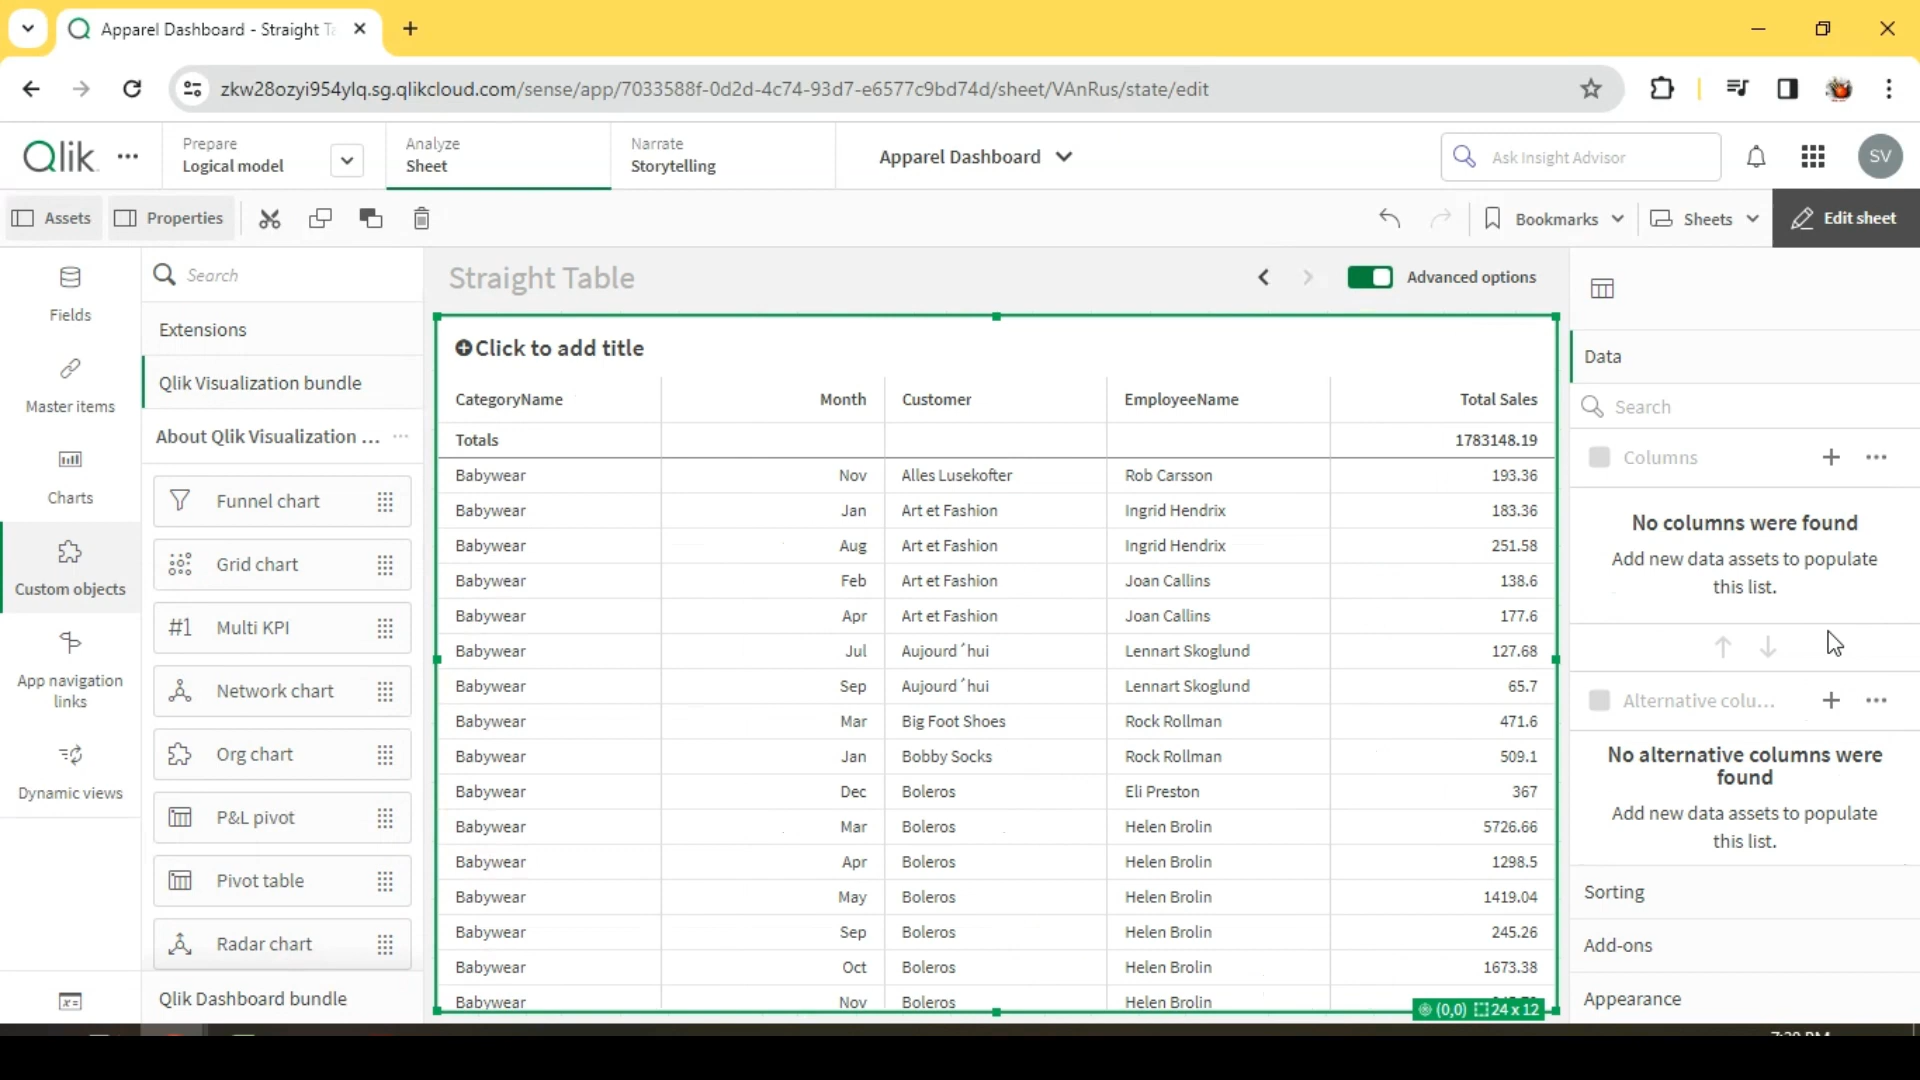 Apparel Dashboard - Straight Ta
zkw28ozyi954ylq.sg.qlikcloud.com/sense/app/7033588f-0d2d-4c74-93d7-e6577c9bd74d/sheet/VAnRus/state/edit
Qlik
Prepare
Logical model
Analyze
Sheet
Narrate
Storytelling
Apparel Dashboard
Ask Insight Advisor
SV
Assets
Properties
Bookmarks
Sheets
Edit sheet
Fields
Master items
Charts
Custom objects
App navigation
links
Dynamic views
Search
Extensions
Qlik Visualization bundle
About Qlik Visualization ...
Funnel chart
Grid chart
#1 Multi KPI
Network chart
Org chart
P&L pivot
Pivot table
Radar chart
Qlik Dashboard bundle
Straight Table
Advanced options
Click to add title
CategoryName Month Customer EmployeeName Total Sales
Totals 1783148.19
Babywear Nov Alles Lusekofter Rob Carsson 193.36
Babywear Jan Art et Fashion Ingrid Hendrix 183.36
Babywear Aug Art et Fashion Ingrid Hendrix 251.58
Babywear Feb Art et Fashion Joan Callins 138.6
Babywear Apr Art et Fashion Joan Callins 177.6
Babywear Jul Aujourd´hui Lennart Skoglund 127.68
Babywear Sep Aujourd´hui Lennart Skoglund 65.7
Babywear Mar Big Foot Shoes Rock Rollman 471.6
Babywear Jan Bobby Socks Rock Rollman 509.1
Babywear Dec Boleros Eli Preston 367
Babywear Mar Boleros Helen Brolin 5726.66
Babywear Apr Boleros Helen Brolin 1298.5
Babywear May Boleros Helen Brolin 1419.04
Babywear Sep Boleros Helen Brolin 245.26
Babywear Oct Boleros Helen Brolin 1673.38
Babywear Nov Boleros Helen Brolin
(0,0) 24 x 12
Data
Search
Columns
No columns were found
Add new data assets to populate
this list.
Alternative colu...
No alternative columns were
found
Add new data assets to populate
this list.
Sorting
Add-ons
Appearance